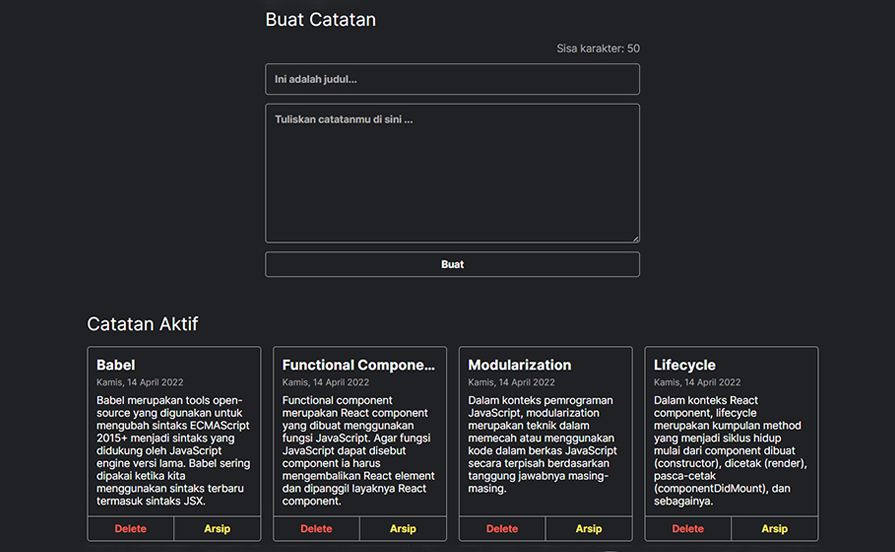 Buat Catatan
Sisa karakter: 50
Ini adalah judul...
Tuliskan catatanmu di sini ...
Buat
Catatan Aktif
Babel
Kamis, 14 April 2022
Babel merupakan tools open-
source yang digunakan untuk
mengubah sintaks ECMAScript
2015+ menjadi sintaks yang
didukung oleh JavaScript
engine versi lama. Babel sering
dipakai ketika kita
menggunakan sintaks terbaru
termasuk sintaks JSX.
Delete
Arsip
Functional Compone...
Kamis, 14 April 2022
Functional component
merupakan React component
yang dibuat menggunakan
fungsi JavaScript. Agar fungsi
JavaScript dapat disebut
component ia harus
mengembalikan React element
dan dipanggil layaknya React
component.
Delete
Arsip
Modularization
Kamis, 14 April 2022
Dalam konteks pemrograman
JavaScript, modularization
merupakan teknik dalam
memecah atau menggunakan
kode dalam berkas JavaScript
secara terpisah berdasarkan
tanggung jawabnya masing-
masing.
Delete
Arsip
Lifecycle
Kamis, 14 April 2022
Dalam konteks React
component, lifecycle
merupakan kumpulan method
yang menjadi siklus hidup
mulai dari component dibuat
(constructor), dicetak (render),
pasca-cetak
(componentDidMount), dan
sebagainya.
Delete
Arsip